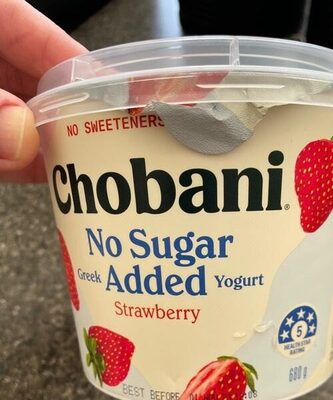 NO SWEETENERS
Chobani
No Sugar
Greek Added Yogurt
Strawberry
5
HEALTH STAR
RATING
680g
BEST BEFORE